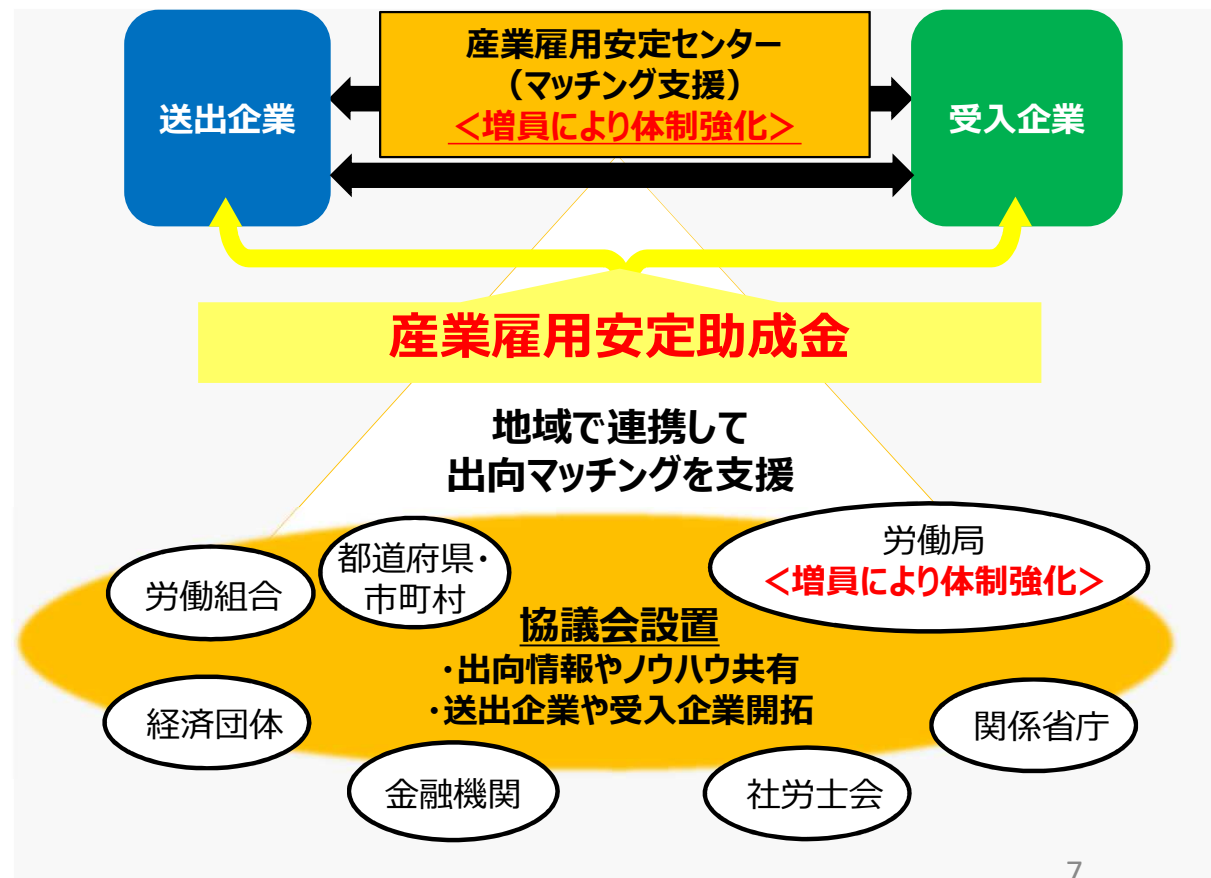 産業雇用安定センター
（マッチング支援）
＜増員により体制強化＞
送出企業
受入企業
産業雇用安定助成金
地域で連携して
出向マッチングを支援
労働組合
都道府県・
市町村
労働局
＜増員により体制強化＞
協議会設置
・出向情報やノウハウ共有
・送出企業や受入企業開拓
経済団体
関係省庁
金融機関
社労士会
7